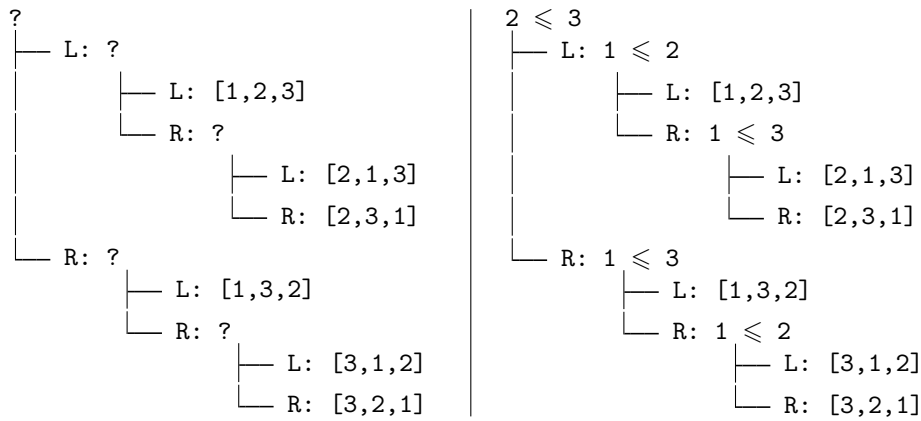 ?
L: ?
L: [1,2,3]
R: ?
L: [2,1,3]
R: [2,3,1]
R: ?
L: [1,3,2]
R: ?
L: [3,1,2]
R: [3,2,1]
2 ⩽ 3
L: 1 ⩽ 2
L: [1,2,3]
R: 1 ⩽ 3
L: [2,1,3]
R: [2,3,1]
R: 1 ⩽ 3
L: [1,3,2]
R: 1 ⩽ 2
L: [3,1,2]
R: [3,2,1]